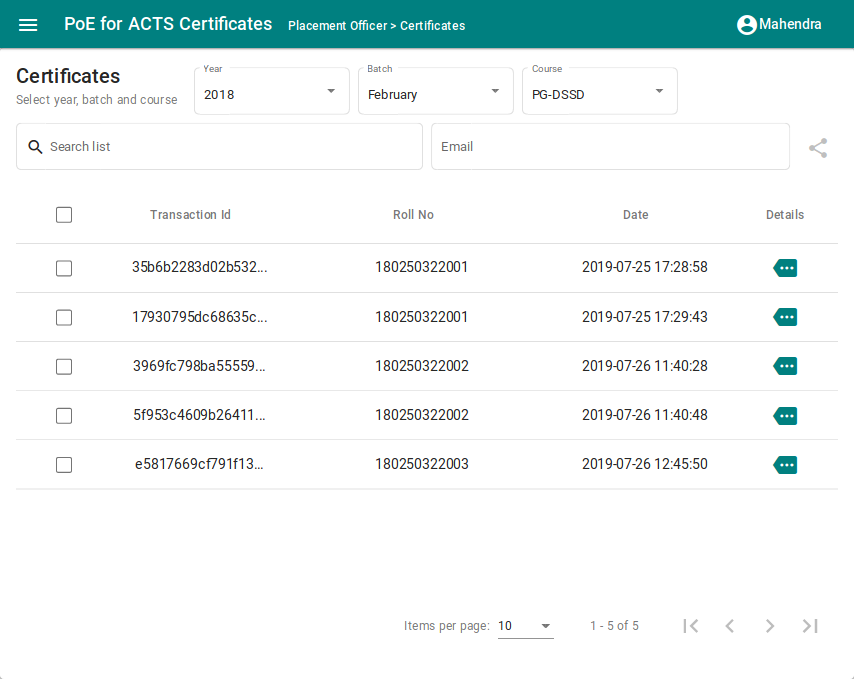 PoE for ACTS Certificates Placement Officer > Certificates Mahendra
Certificates
Select year, batch and course
Year
2018
Batch
February
Course
PG-DSSD
Search list
Email
Transaction Id Roll No Date Details
35b6b2283d02b532... 180250322001 2019-07-25 17:28:58
17930795dc68635c... 180250322001 2019-07-25 17:29:43
3969fc798ba55559... 180250322002 2019-07-26 11:40:28
5f953c4609b26411... 180250322002 2019-07-26 11:40:48
e5817669cf791f13... 180250322003 2019-07-26 12:45:50
Items per page: 10 1 - 5 of 5